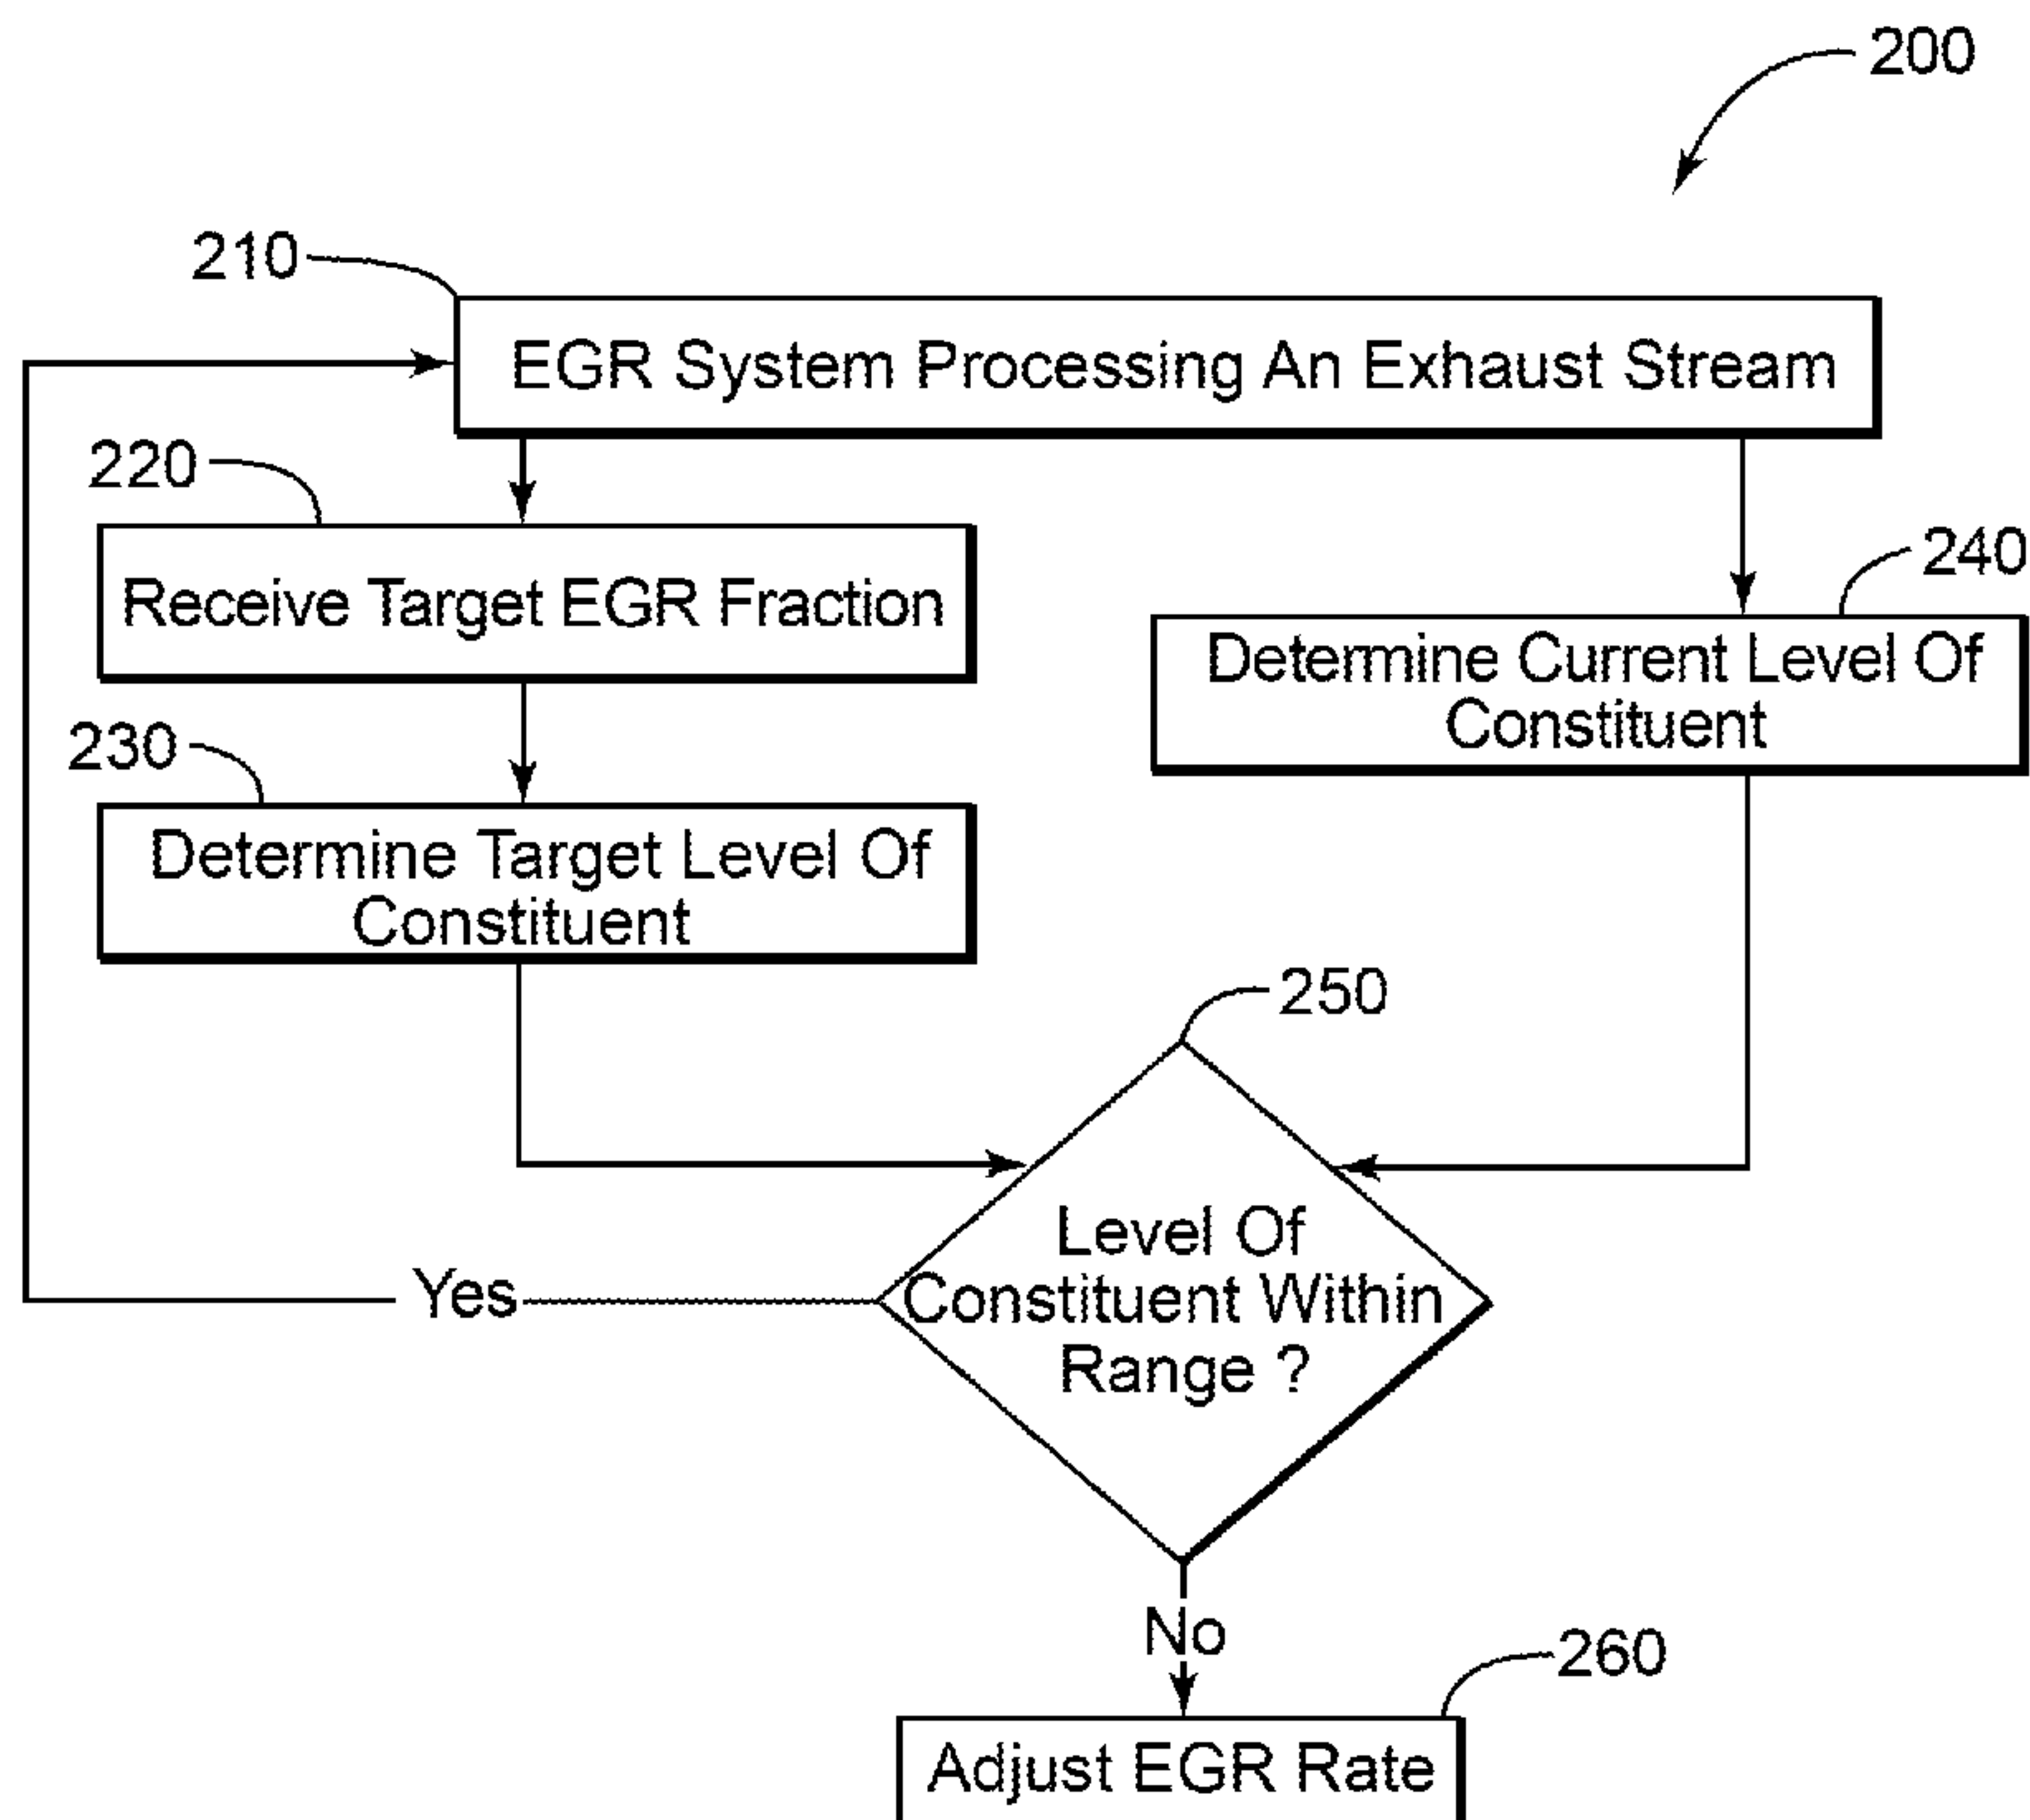 200
210
EGR System Processing An Exhaust Stream
220
Receive Target EGR Fraction
240
Determine Current Level Of
Constituent
230
Determine Target Level Of
Constituent
250
Level Of
Constituent Within
Range ?
Yes
No
260
Adjust EGR Rate